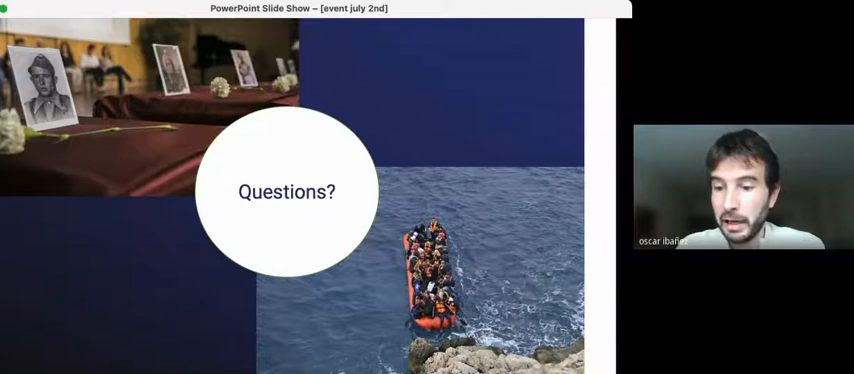 PowerPoint Slide Show – [event july 2nd]
Questions?
oscar ibañez